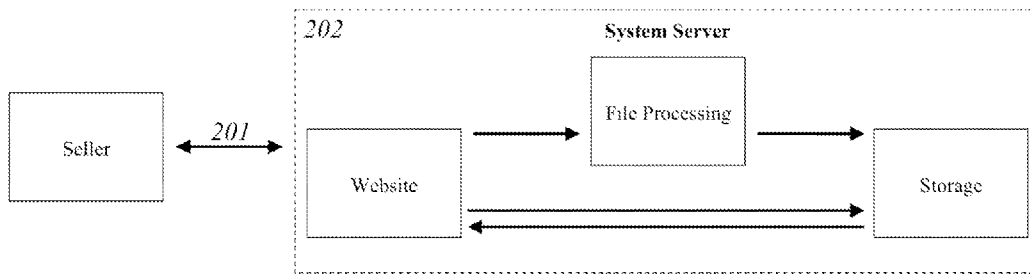 202
System Server
File Processing
201
Seller
Website
Storage